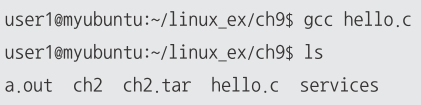 user1@myubuntu:~/linux_ex/ch9$ gcc hello.c
user1@myubuntu:~/linux_ex/ch9$ ls
a.out  ch2  ch2.tar  hello.c  services